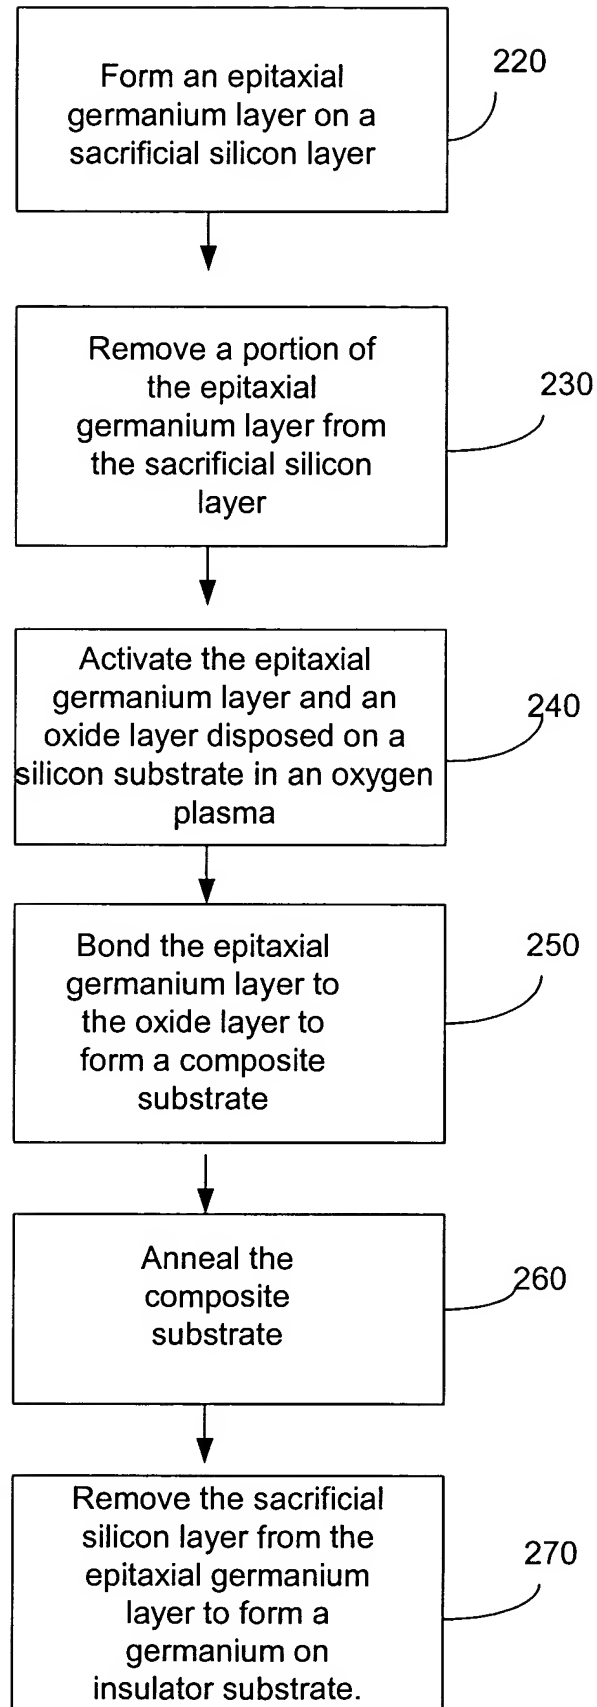 Form an epitaxial
germanium layer on a
sacrificial silicon layer
220
Remove a portion of
the epitaxial
germanium layer from
the sacrificial silicon
layer
230
Activate the epitaxial
germanium layer and an
oxide layer disposed on a
silicon substrate in an oxygen
plasma
240
Bond the epitaxial
germanium layer to
the oxide layer to
form a composite
substrate
250
Anneal the
composite
substrate
260
Remove the sacrificial
silicon layer from the
epitaxial germanium
layer to form a
germanium on
insulator substrate.
270